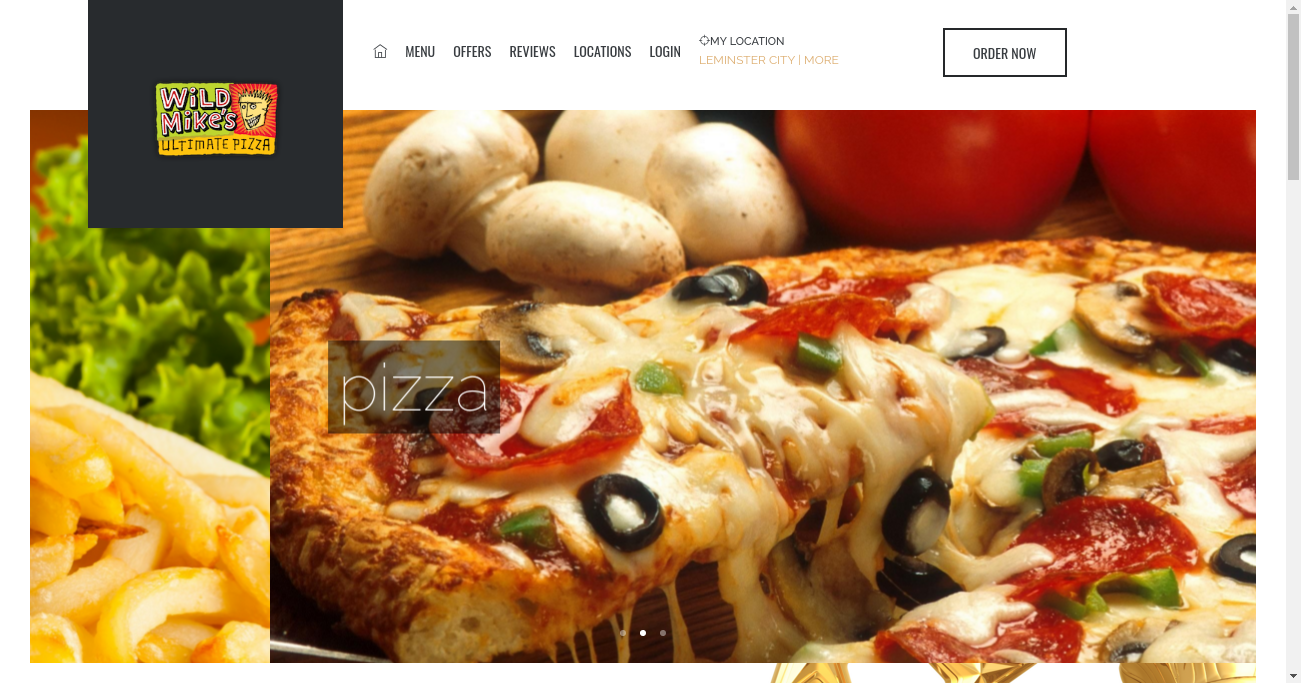 WiLD
Mike's
ULTIMATE PIZZA
MENU OFFERS REVIEWS LOCATIONS LOGIN
MY LOCATION
LEMINSTER CITY | MORE
ORDER NOW
pizza